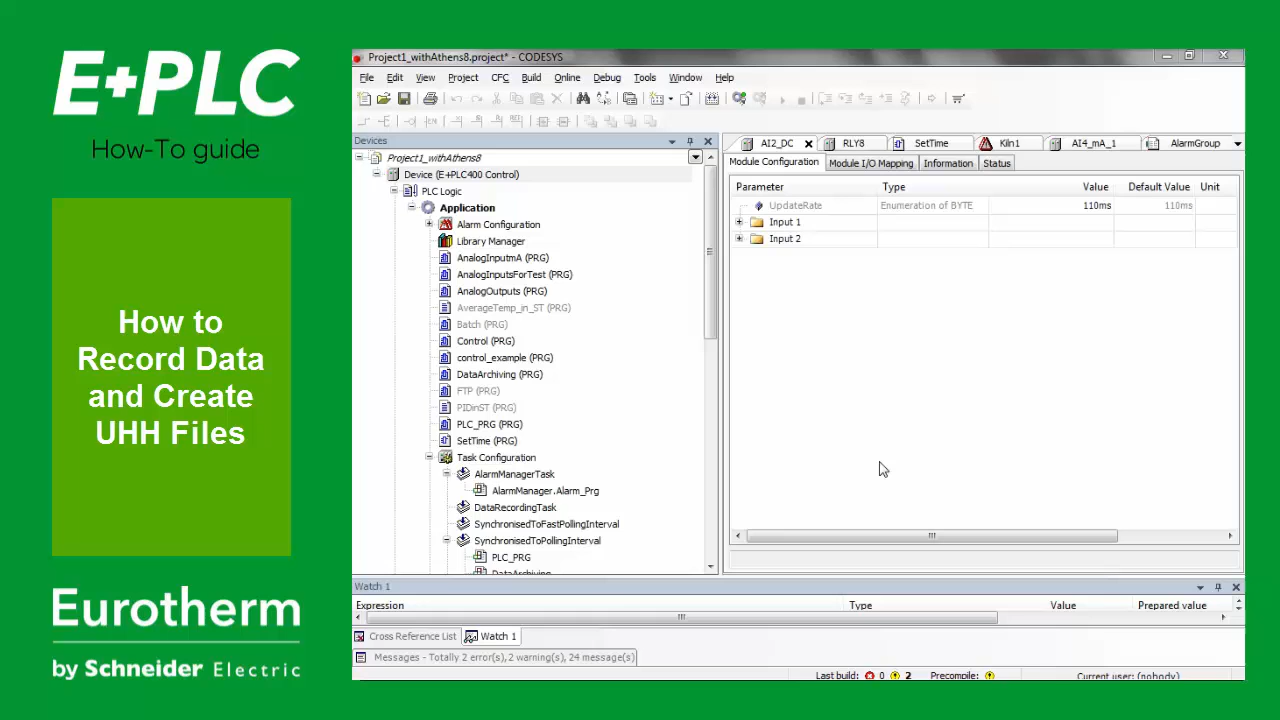 E+PLC
How-To guide
How to
Record Data
and Create
UHH Files
Eurotherm
by Schneider Electric
Project1_withAthens8.project* - CODESYS
File Edit View Project CFC Build Online Debug Tools Window Help
Devices
Project1_withAthens8
Device (E+PLC400 Control)
PLC Logic
Application
Alarm Configuration
Library Manager
AnalogInputmA (PRG)
AnalogInputsForTest (PRG)
AnalogOutputs (PRG)
AverageTemp_in_ST (PRG)
Batch (PRG)
Control (PRG)
control_example (PRG)
DataArchiving (PRG)
FTP (PRG)
PIDinST (PRG)
PLC_PRG (PRG)
SetTime (PRG)
Task Configuration
AlarmManagerTask
AlarmManager.Alarm_Prg
DataRecordingTask
SynchronisedToFastPollingInterval
SynchronisedToPollingInterval
PLC_PRG
DataArchiving
AI2_DC RLY8 SetTime Kiln1 AI4_mA_1 AlarmGroup
Module Configuration Module I/O Mapping Information Status
Parameter Type Value Default Value Unit
UpdateRate Enumeration of BYTE 110ms 110ms
Input 1
Input 2
Watch 1
Expression Type Value Prepared value
Cross Reference List Watch 1
Messages - Totally 2 error(s), 2 warning(s), 24 message(s)
Last build: 0 2 Precompile: Current user: (nobody)